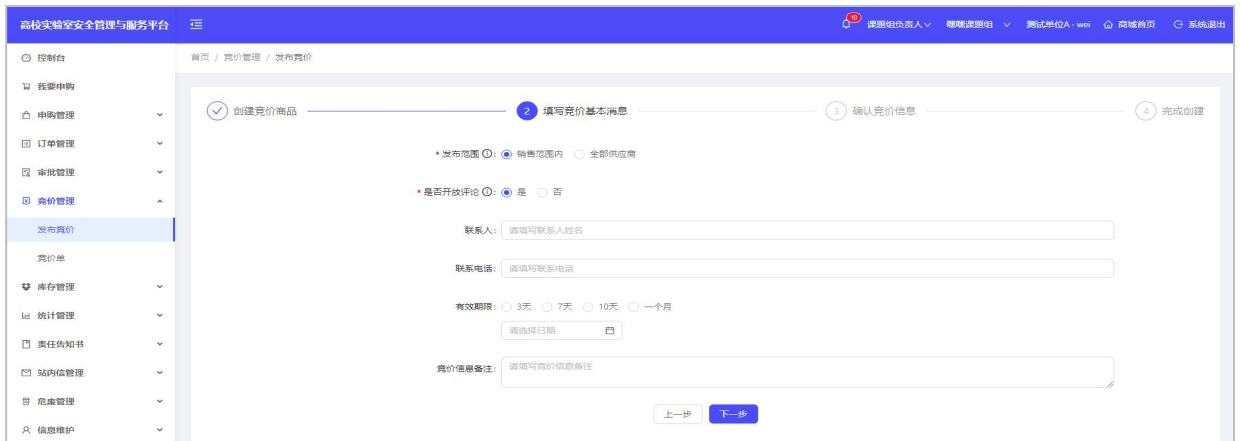 高校实验室安全管理与服务平台
10 课题组负责人 嘿嘿课题组 测试单位A - wei 商城首页 系统退出
控制台
我要申购
申购管理
订单管理
审批管理
竞价管理
发布竞价
竞价单
库存管理
统计管理
责任告知书
站内信管理
危废管理
信息维护
首页 / 竞价管理 / 发布竞价
创建竞价商品 2 填写竞价基本消息 3 确认竞价信息 4 完成创建
* 发布范围 : 销售范围内 全部供应商
* 是否开放评论 : 是 否
联系人: 请填写联系人姓名
联系电话: 请填写联系电话
有效期限: 3天 7天 10天 一个月
请选择日期
竞价信息备注: 请填写竞价信息备注
上一步 下一步